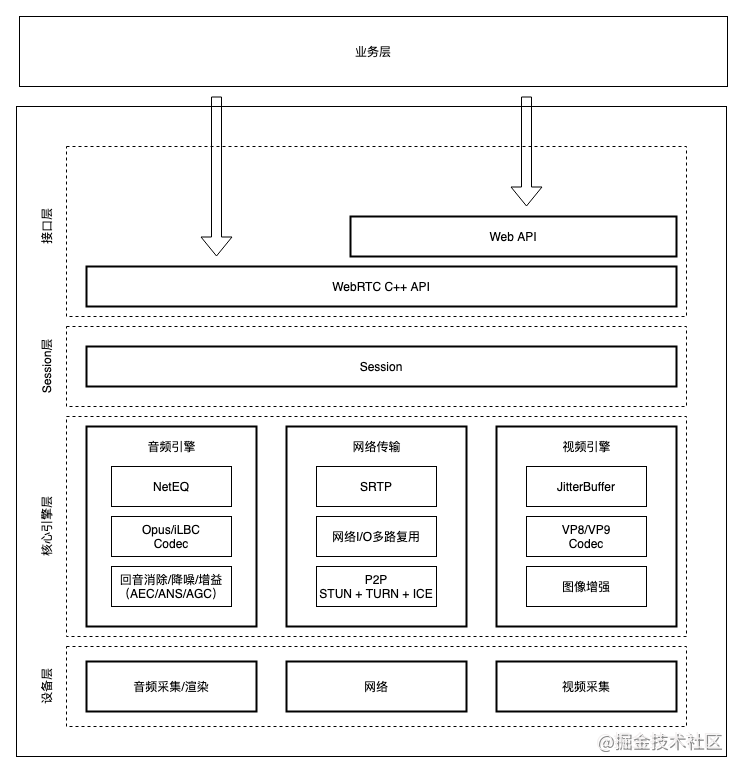 业务层
接口层
Web API
WebRTC C++ API
Session层
Session
核心引擎层
音频引擎
NetEQ
Opus/iLBC
Codec
回音消除/降噪/增益
（AEC/ANS/AGC）
网络传输
SRTP
网络I/O多路复用
P2P
STUN + TURN + ICE
视频引擎
JitterBuffer
VP8/VP9
Codec
图像增强
设备层
音频采集/渲染
网络
视频采集
@掘金技术社区